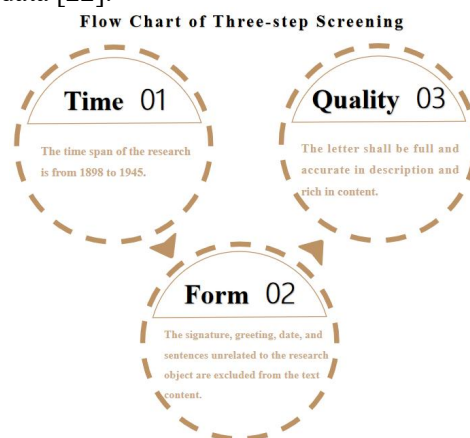 Flow Chart of Three-step Screening
Time 01
The time span of the research
is from 1898 to 1945.
Quality 03
The letter shall be full and
accurate in description and
rich in content.
Form 02
The signature, greeting, date, and
sentences unrelated to the research
object are excluded from the text
content.